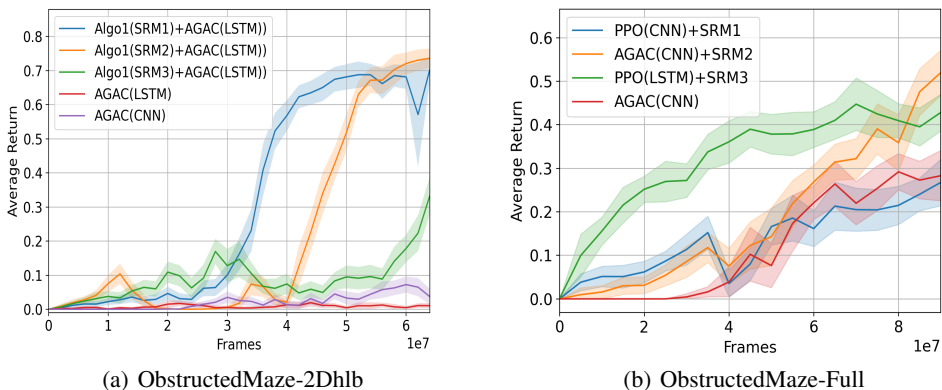 Algo1(SRM1)+AGAC(LSTM))
Algo1(SRM2)+AGAC(LSTM))
Algo1(SRM3)+AGAC(LSTM))
AGAC(LSTM)
AGAC(CNN)
Average Return
0.8
0.7
0.6
0.5
0.4
0.3
0.2
0.1
0.0
0 1 2 3 4 5 6
1e7
Frames
(a) ObstructedMaze-2Dhlb
PPO(CNN)+SRM1
AGAC(CNN)+SRM2
PPO(LSTM)+SRM3
AGAC(CNN)
Average Return
0.6
0.5
0.4
0.3
0.2
0.1
0.0
0 2 4 6 8
1e7
Frames
(b) ObstructedMaze-Full